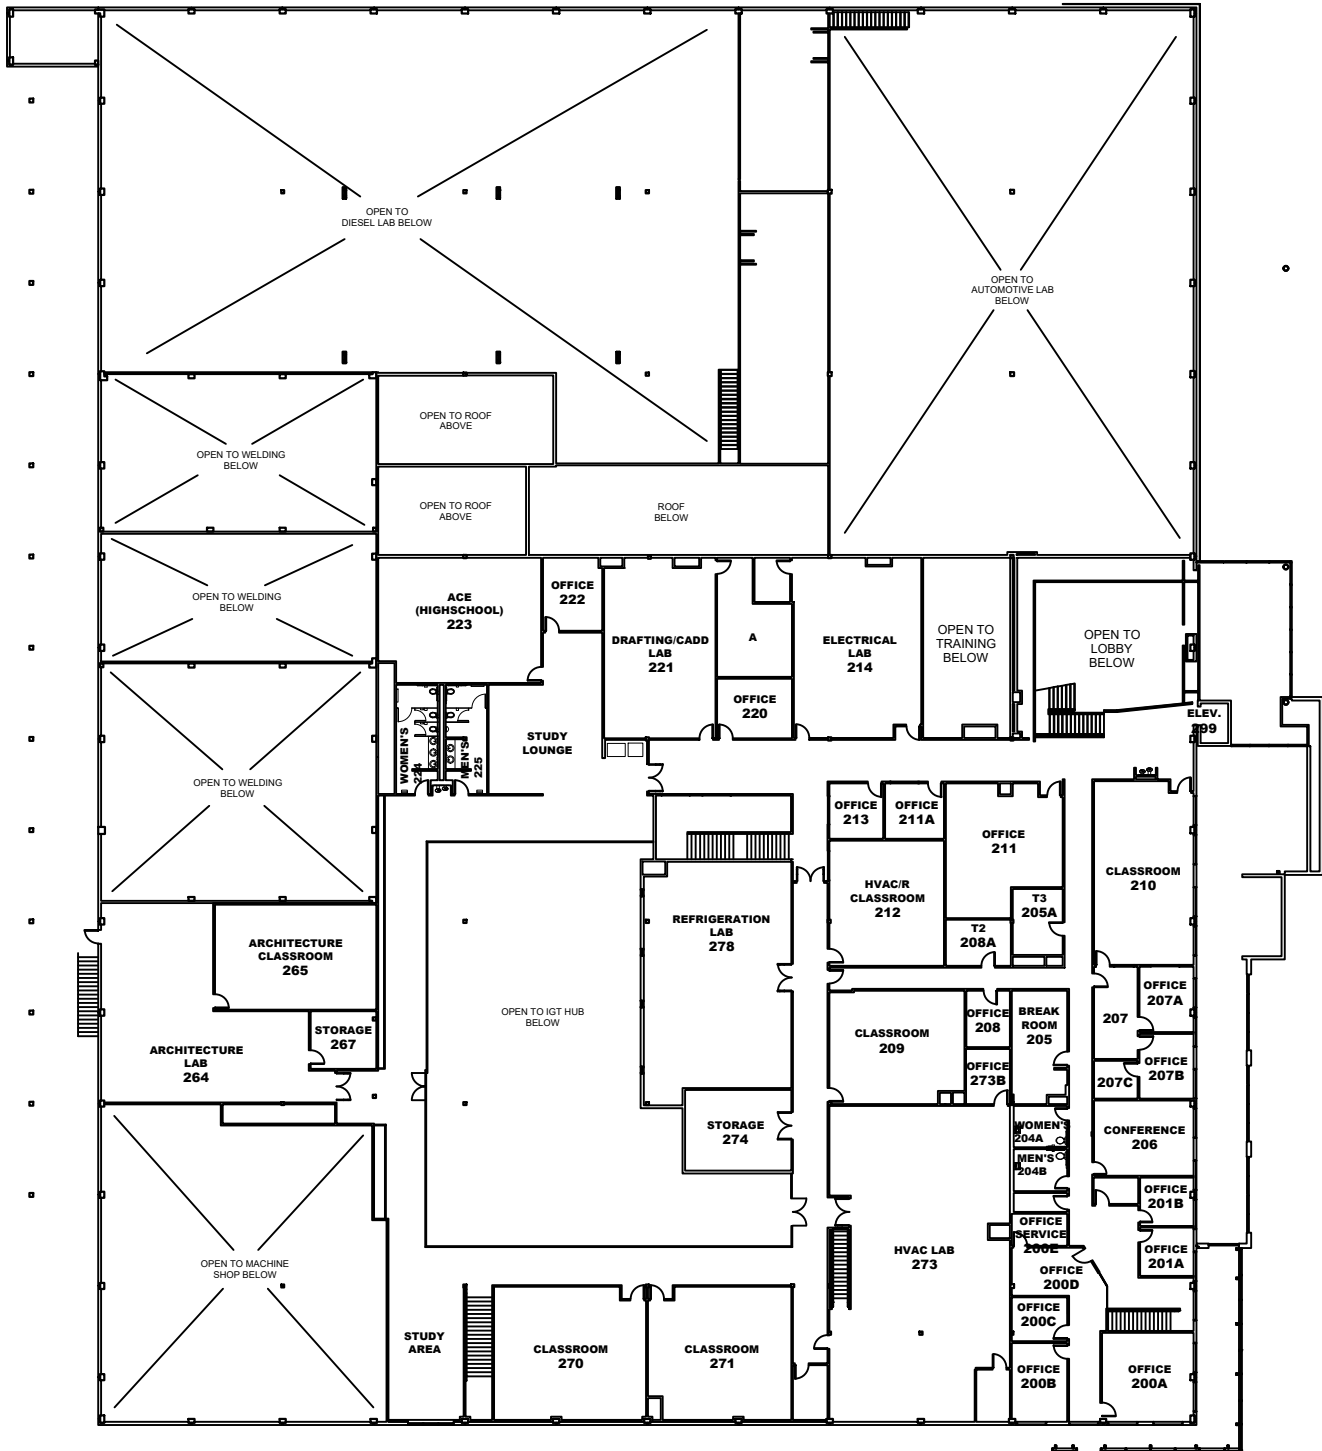 OPEN TO
DIESEL LAB BELOW
OPEN TO
AUTOMOTIVE LAB
BELOW
OPEN TO ROOF
ABOVE
OPEN TO WELDING
BELOW
OPEN TO ROOF
ABOVE
ROOF
BELOW
OPEN TO WELDING
BELOW
ACE
(HIGHSCHOOL)
223
OFFICE
222
DRAFTING/CADD
LAB
221
A
ELECTRICAL
LAB
214
OPEN TO
TRAINING
BELOW
OPEN TO
LOBBY
BELOW
OFFICE
220
ELEV.
299
WOMEN'S
224
MEN'S
225
STUDY
LOUNGE
OPEN TO WELDING
BELOW
OFFICE
213
OFFICE
211A
OFFICE
211
CLASSROOM
210
HVAC/R
CLASSROOM
212
T3
205A
REFRIGERATION
LAB
278
T2
208A
ARCHITECTURE
CLASSROOM
265
OFFICE
207A
OPEN TO IGT HUB
BELOW
207
OFFICE
208
BREAK
ROOM
205
STORAGE
267
CLASSROOM
209
ARCHITECTURE
LAB
264
OFFICE
207B
OFFICE
273B
207C
STORAGE
274
WOMEN'S
204A
CONFERENCE
206
MEN'S
204B
OFFICE
201B
OFFICE
SERVICE
200E
OFFICE
201A
HVAC LAB
273
OPEN TO MACHINE
SHOP BELOW
OFFICE
200D
OFFICE
200C
STUDY
AREA
CLASSROOM
270
CLASSROOM
271
OFFICE
200B
OFFICE
200A